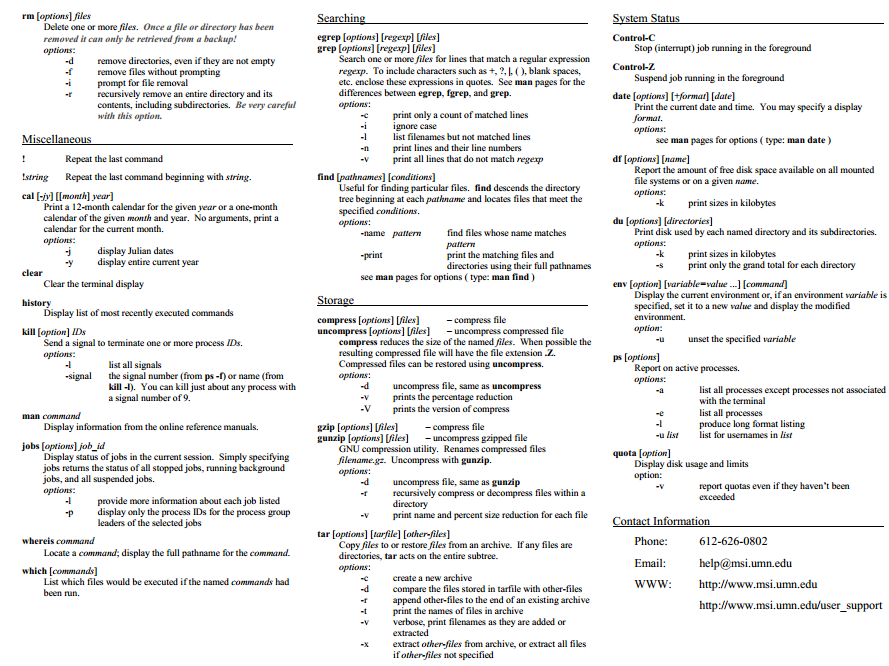 rm [options] files
Delete one or more files. Once a file or directory has been
removed it can only be retrieved from a backup!
options:
-d remove directories, even if they are not empty
-f remove files without prompting
-i prompt for file removal
-r recursively remove an entire directory and its
contents, including subdirectories. Be very careful
with this option.
Miscellaneous
! Repeat the last command
!string Repeat the last command beginning with string.
cal [-jy] [[month] year]
Print a 12-month calendar for the given year or a one-month
calendar of the given month and year. No arguments, print a
calendar for the current month.
options:
-j display Julian dates
-y display entire current year
clear
Clear the terminal display
history
Display list of most recently executed commands
kill [option] IDs
Send a signal to terminate one or more process IDs.
options:
-l list all signals
-signal the signal number (from ps -f) or name (from
kill -l). You can kill just about any process with
a signal number of 9.
man command
Display information from the online reference manuals.
jobs [options] job_id
Display status of jobs in the current session. Simply specifying
jobs returns the status of all stopped jobs, running background
jobs, and all suspended jobs.
options:
-l provide more information about each job listed
-p display only the process IDs for the process group
leaders of the selected jobs
whereis command
Locate a command; display the full pathname for the command.
which [commands]
List which files would be executed if the named commands had
been run.
Searching
egrep [options] [regexp] [files]
grep [options] [regexp] [files]
Search one or more files for lines that match a regular expression
regexp. To include characters such as +, ?, |, ( ), blank spaces,
etc. enclose these expressions in quotes. See man pages for the
differences between egrep, fgrep, and grep.
options:
-c print only a count of matched lines
-i ignore case
-l list filenames but not matched lines
-n print lines and their line numbers
-v print all lines that do not match regexp
find [pathnames] [conditions]
Useful for finding particular files. find descends the directory
tree beginning at each pathname and locates files that meet the
specified conditions.
options:
-name pattern find files whose name matches
pattern
-print print the matching files and
directories using their full pathnames
see man pages for options ( type: man find )
Storage
compress [options] [files] – compress file
uncompress [options] [files] – uncompress compressed file
compress reduces the size of the named files. When possible the
resulting compressed file will have the file extension .Z.
Compressed files can be restored using uncompress.
options:
-d uncompress file, same as uncompress
-v prints the percentage reduction
-V prints the version of compress
gzip [options] [files] – compress file
gunzip [options] [files] – uncompress gzipped file
GNU compression utility. Renames compressed files
filename.gz. Uncompress with gunzip.
options:
-d uncompress file, same as gunzip
-r recursively compress or decompress files within a
directory
-v print name and percent size reduction for each file
tar [options] [tarfile] [other-files]
Copy files to or restore files from an archive. If any files are
directories, tar acts on the entire subtree.
options:
-c create a new archive
-d compare the files stored in tarfile with other-files
-r append other-files to the end of an existing archive
-t print the names of files in archive
-v verbose, print filenames as they are added or
extracted
-x extract other-files from archive, or extract all files
if other-files not specified
System Status
Control-C
Stop (interrupt) job running in the foreground
Control-Z
Suspend job running in the foreground
date [options] [+format] [date]
Print the current date and time. You may specify a display
format.
options:
see man pages for options ( type: man date )
df [options] [name]
Report the amount of free disk space available on all mounted
file systems or on a given name.
options:
-k print sizes in kilobytes
du [options] [directories]
Print disk used by each named directory and its subdirectories.
options:
-k print sizes in kilobytes
-s print only the grand total for each directory
env [option] [variable=value ...] [command]
Display the current environment or, if an environment variable is
specified, set it to a new value and display the modified
environment.
option:
-u unset the specified variable
ps [options]
Report on active processes.
options:
-a list all processes except processes not associated
with the terminal
-e list all processes
-l produce long format listing
-u list list for usernames in list
quota [option]
Display disk usage and limits
option:
-v report quotas even if they haven't been
exceeded
Contact Information
Phone: 612-626-0802
Email: help@msi.umn.edu
WWW: http://www.msi.umn.edu
http://www.msi.umn.edu/user_support